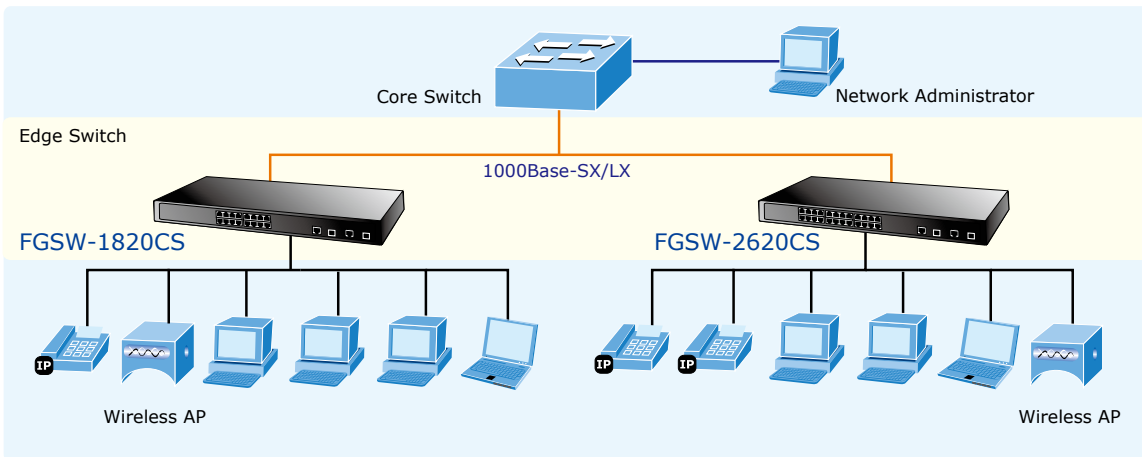 Core Switch
Network Administrator
Edge Switch
1000Base-SX/LX
FGSW-1820CS
FGSW-2620CS
IP
IP
IP
Wireless AP
Wireless AP